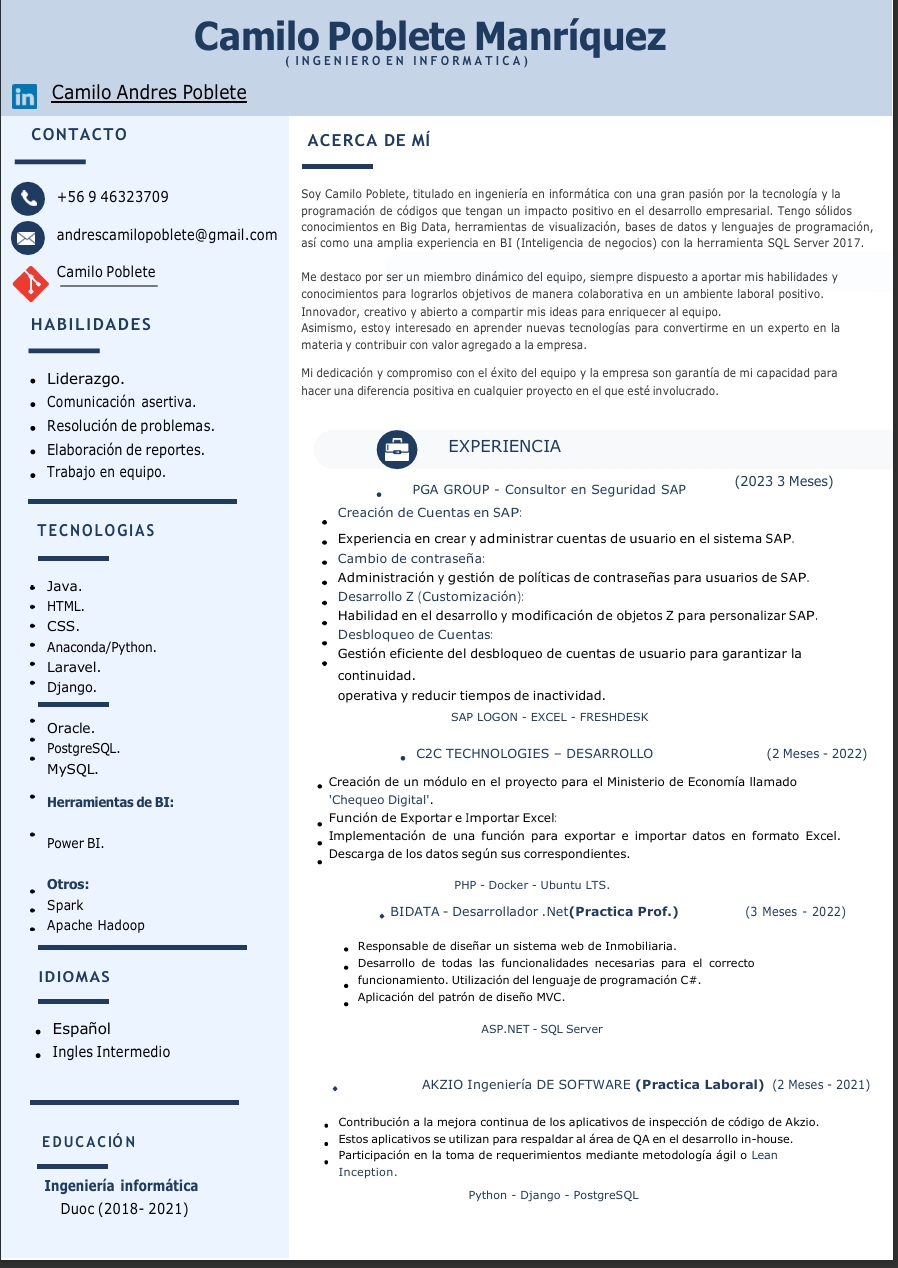 Camilo Poblete Manríquez
(INGENIERO EN INFORMATICA)
in Camilo Andres Poblete
CONTACTO
+56 9 46323709
andrescamilopoblete@gmail.com
Camilo Poblete
HABILIDADES
Liderazgo.
Comunicación asertiva.
Resolución de problemas.
Elaboración de reportes.
Trabajo en equipo.
TECNOLOGIAS
Java.
HTML.
CSS.
Anaconda/Python.
Laravel.
Django.
Oracle.
PostgreSQL.
MySQL.
Herramientas de BI:
Power BI.
Otros:
Spark
Apache Hadoop
IDIOMAS
Español
Ingles Intermedio
EDUCACIÓN
Ingeniería informática
Duoc (2018- 2021)
ACERCA DE MÍ
Soy Camilo Poblete, titulado en ingeniería en informática con una gran pasión por la tecnología y la
programación de códigos que tengan un impacto positivo en el desarrollo empresarial. Tengo sólidos
conocimientos en Big Data, herramientas de visualización, bases de datos y lenguajes de programación,
así como una amplia experiencia en BI (Inteligencia de negocios) con la herramienta SQL Server 2017.
Me destaco por ser un miembro dinámico del equipo, siempre dispuesto a aportar mis habilidades y
conocimientos para lograrlos objetivos de manera colaborativa en un ambiente laboral positivo.
Innovador, creativo y abierto a compartir mis ideas para enriquecer al equipo.
Asimismo, estoy interesado en aprender nuevas tecnologías para convertirme en un experto en la
materia y contribuir con valor agregado a la empresa.
Mi dedicación y compromiso con el éxito del equipo y la empresa son garantía de mi capacidad para
hacer una diferencia positiva en cualquier proyecto en el que esté involucrado.
EXPERIENCIA
PGA GROUP - Consultor en Seguridad SAP (2023 3 Meses)
Creación de Cuentas en SAP:
Experiencia en crear y administrar cuentas de usuario en el sistema SAP.
Cambio de contraseña:
Administración y gestión de políticas de contraseñas para usuarios de SAP.
Desarrollo Z (Customización):
Habilidad en el desarrollo y modificación de objetos Z para personalizar SAP.
Desbloqueo de Cuentas:
Gestión eficiente del desbloqueo de cuentas de usuario para garantizar la
continuidad.
operativa y reducir tiempos de inactividad.
SAP LOGON - EXCEL - FRESHDESK
C2C TECHNOLOGIES – DESARROLLO (2 Meses - 2022)
Creación de un módulo en el proyecto para el Ministerio de Economía llamado
'Chequeo Digital'.
Función de Exportar e Importar Excel:
Implementación de una función para exportar e importar datos en formato Excel.
Descarga de los datos según sus correspondientes.
PHP - Docker - Ubuntu LTS.
BIDATA - Desarrollador .Net(Practica Prof.) (3 Meses - 2022)
Responsable de diseñar un sistema web de Inmobiliaria.
Desarrollo de todas las funcionalidades necesarias para el correcto
funcionamiento. Utilización del lenguaje de programación C#.
Aplicación del patrón de diseño MVC.
ASP.NET - SQL Server
AKZIO Ingeniería DE SOFTWARE (Practica Laboral) (2 Meses - 2021)
Contribución a la mejora continua de los aplicativos de inspección de código de Akzio.
Estos aplicativos se utilizan para respaldar al área de QA en el desarrollo in-house.
Participación en la toma de requerimientos mediante metodología ágil o Lean
Inception.
Python - Django - PostgreSQL